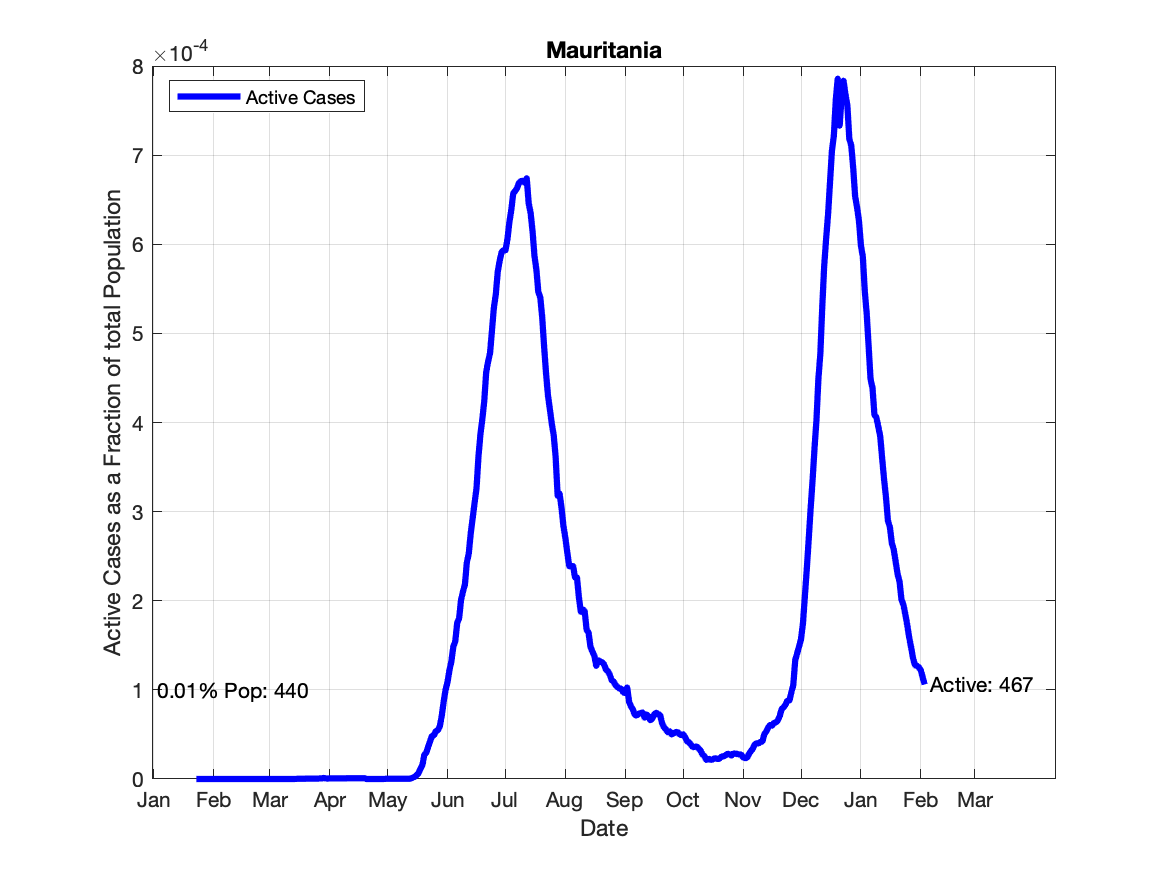 Mauritania
×10-4
Active Cases
8
7
6
5
4
3
2
1
0
Active Cases as a Fraction of total Population
0.01% Pop: 440
Active: 467
Jan Feb Mar Apr May Jun Jul Aug Sep Oct Nov Dec Jan Feb Mar
Date